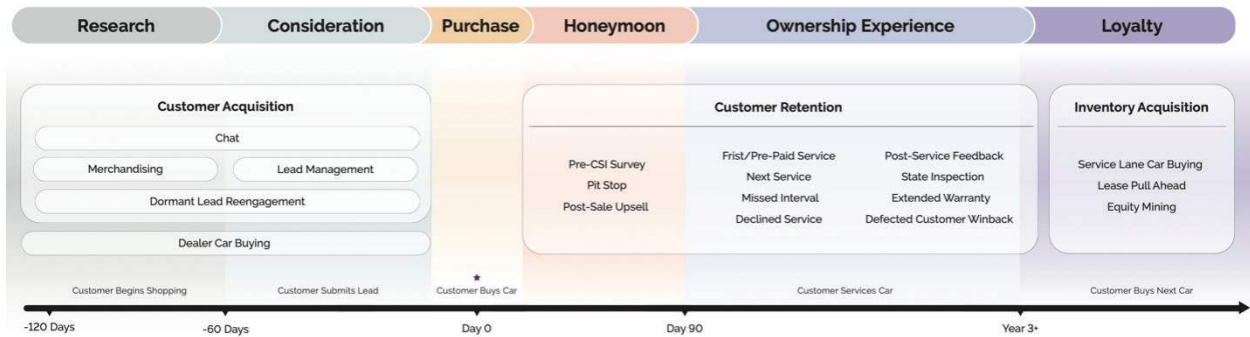 Research
Consideration
Purchase
Honeymoon
Ownership Experience
Loyalty
Customer Acquisition
Chat
Merchandising
Lead Management
Dormant Lead Reengagement
Dealer Car Buying
Customer Retention
Pre-CSI Survey
Pit Stop
Post-Sale Upsell
Frist/Pre-Paid Service
Next Service
Missed Interval
Declined Service
Post-Service Feedback
State Inspection
Extended Warranty
Defected Customer Winback
Inventory Acquisition
Service Lane Car Buying
Lease Pull Ahead
Equity Mining
Customer Begins Shopping
Customer Submits Lead
Customer Buys Car
Customer Services Car
Customer Buys Next Car
-120 Days
-60 Days
Day 0
Day 90
Year 3+